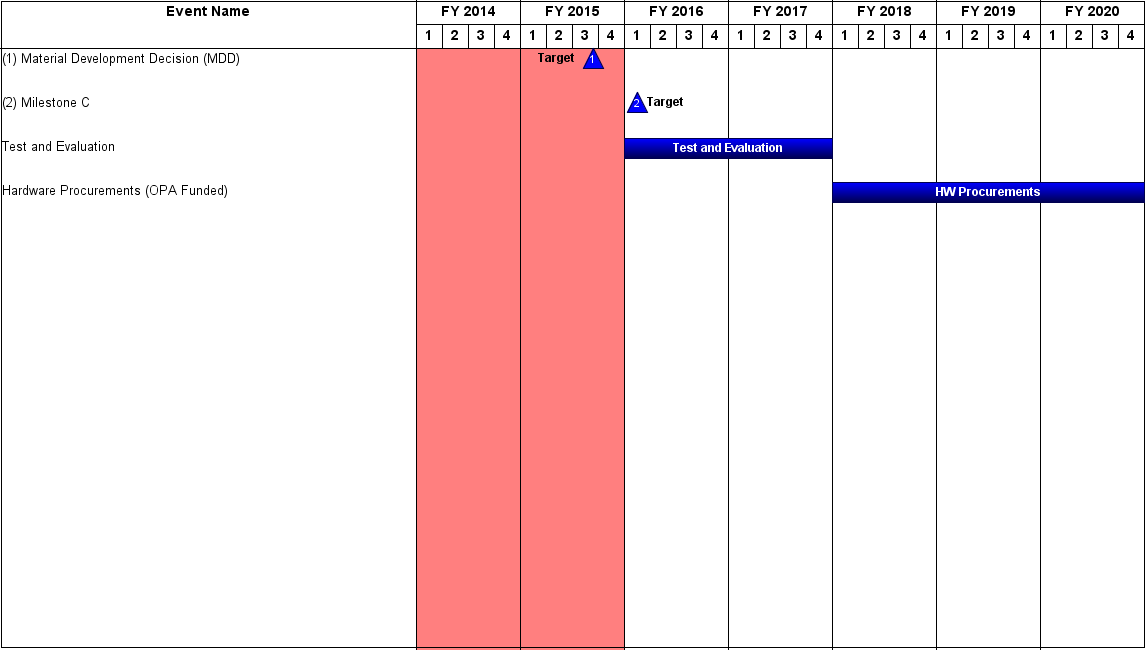 Event Name FY 2014 FY 2015 FY 2016 FY 2017 FY 2018 FY 2019 FY 2020
1 2 3 4 1 2 3 4 1 2 3 4 1 2 3 4 1 2 3 4 1 2 3 4 1 2 3 4
(1) Material Development Decision (MDD) Target 1
(2) Milestone C 2 Target
Test and Evaluation Test and Evaluation
Hardware Procurements (OPA Funded) HW Procurements